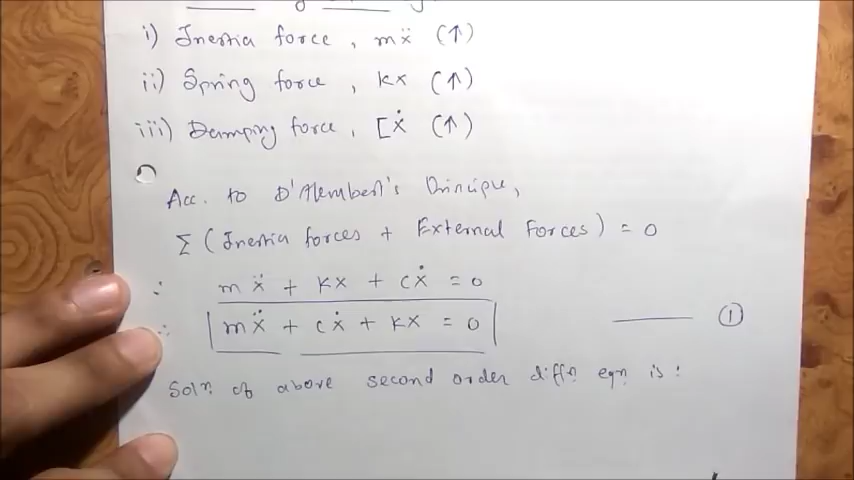 i) Inertia force, mẍ (↑)
ii) Spring force, kx (↑)
iii) Damping force, [ẋ (↑)
Acc. to D'Alembert's Principle,
Σ (Inertia forces + External Forces) = 0
∴ mẍ + kx + cẋ = 0
∴ mẍ + cẋ + kx = 0 ①
Soln of above second order diffn eqn is: